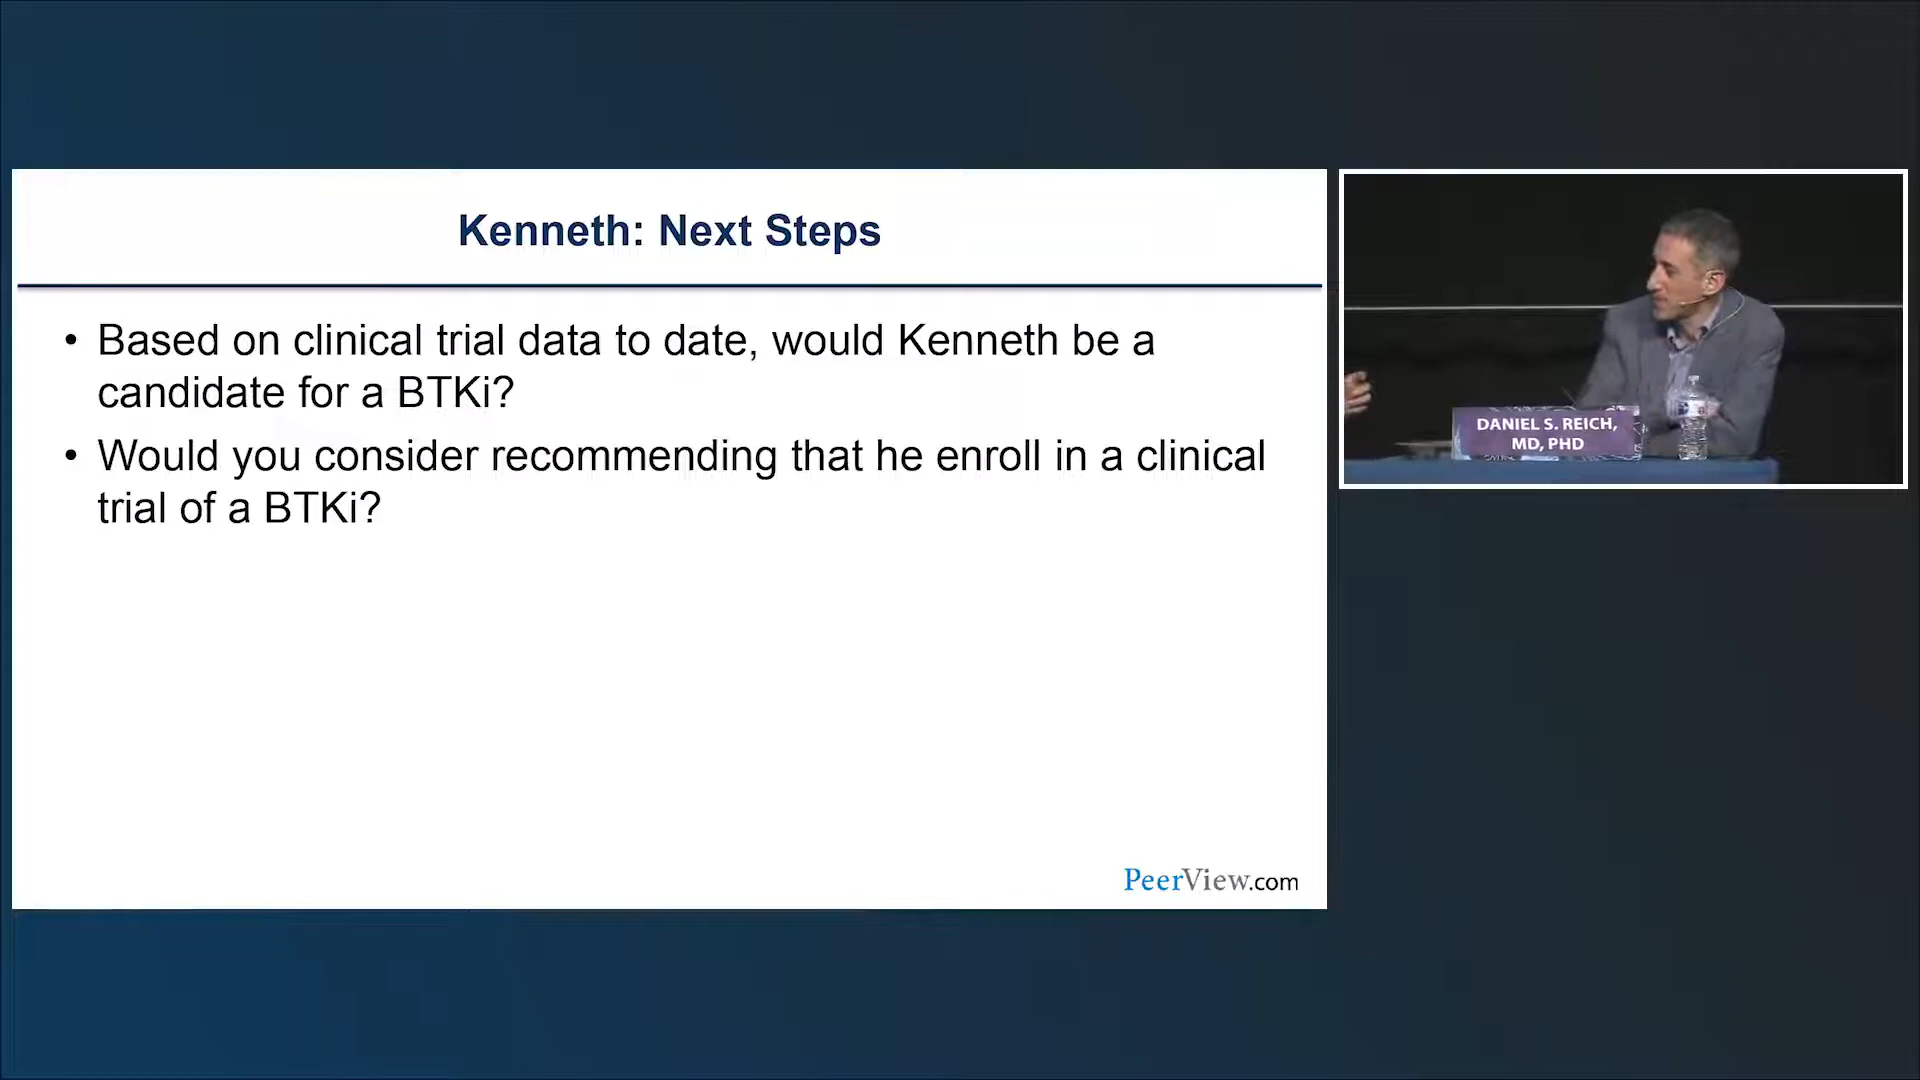 Kenneth: Next Steps
• Based on clinical trial data to date, would Kenneth be a
candidate for a BTKi?
• Would you consider recommending that he enroll in a clinical
trial of a BTKi?
PeerView.com
DANIEL S. REICH,
MD, PHD